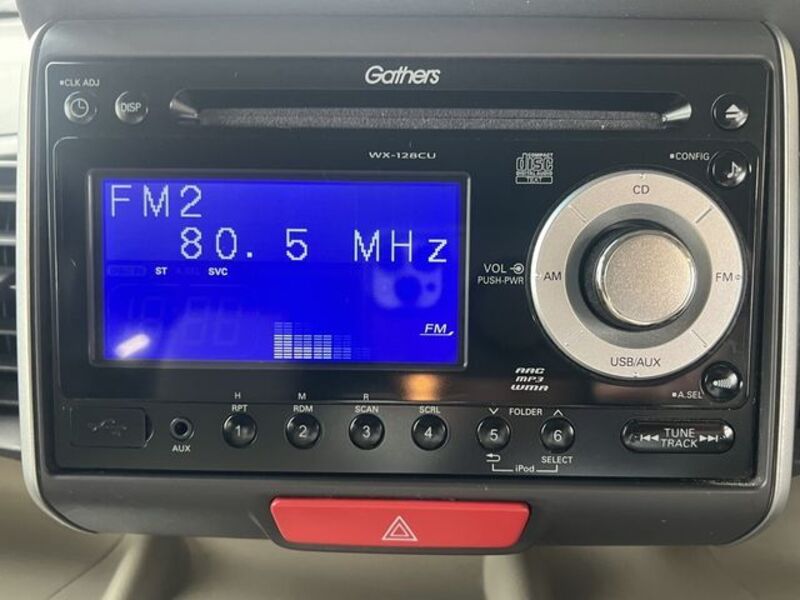 Gathers
•CLK ADJ
DISP
WX-128CU
COMPACT
disc
DIGITAL AUDIO
TEXT
•CONFIG
FM2
80.5 MHz
ST A.SEL SVC
FM
CD
VOL
PUSH-PWR
AM
FM
USB/AUX
AAC
MP3
WMA
•A.SEL
H M R
RPT RDM SCAN SCRL FOLDER
1 2 3 4 5 6
AUX
iPod
SELECT
TUNE
TRACK